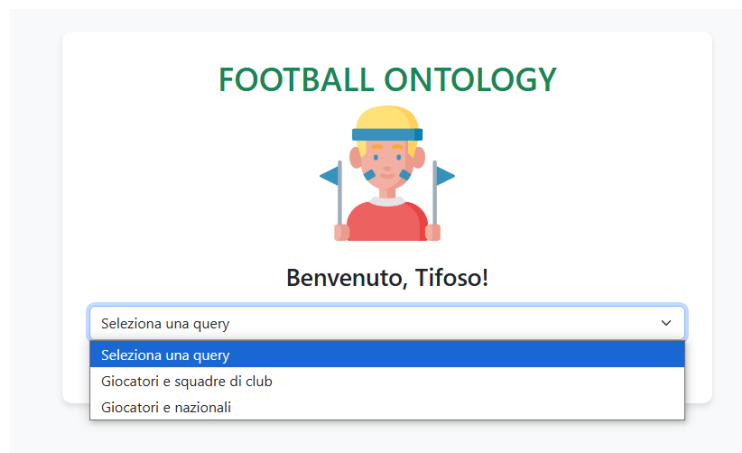 FOOTBALL ONTOLOGY
Benvenuto, Tifoso!
Seleziona una query
Seleziona una query
Giocatori e squadre di club
Giocatori e nazionali